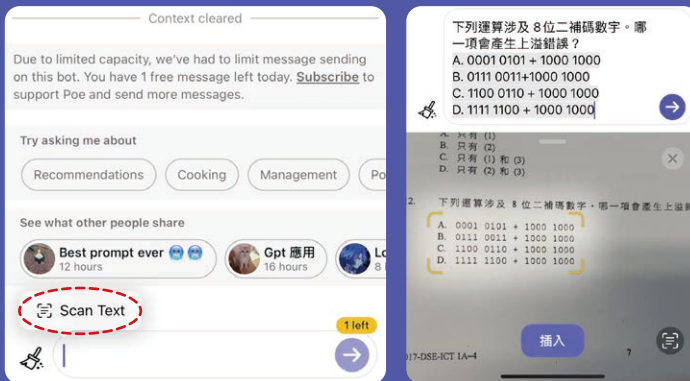 Context cleared
Due to limited capacity, we've had to limit message sending
on this bot. You have 1 free message left today. Subscribe to
support Poe and send more messages.
Try asking me about
Recommendations
Cooking
Management
Po
See what other people share
Best prompt ever 🥶🥶
12 hours
Gpt 應用
16 hours
Lo
8
Scan Text
1 left
下列運算涉及 8位二補碼數字。哪
一項會產生上溢錯誤？
A. 0001 0101 + 1000 1000
B. 0111 0011+1000 1000
C. 1100 0110 + 1000 1000
D. 1111 1100 + 1000 1000
A. 只有 (1)
B. 只有 (2)
C. 只有 (1) 和 (3)
D. 只有 (2) 和 (3)
2. 下列運算涉及 8 位二補碼數字。哪一項會產生上溢
A. 0001 0101 + 1000 1000
B. 0111 0011 + 1000 1000
C. 1100 0110 + 1000 1000
D. 1111 1100 + 1000 1000
插入
017-DSE-ICT 1A–4
7